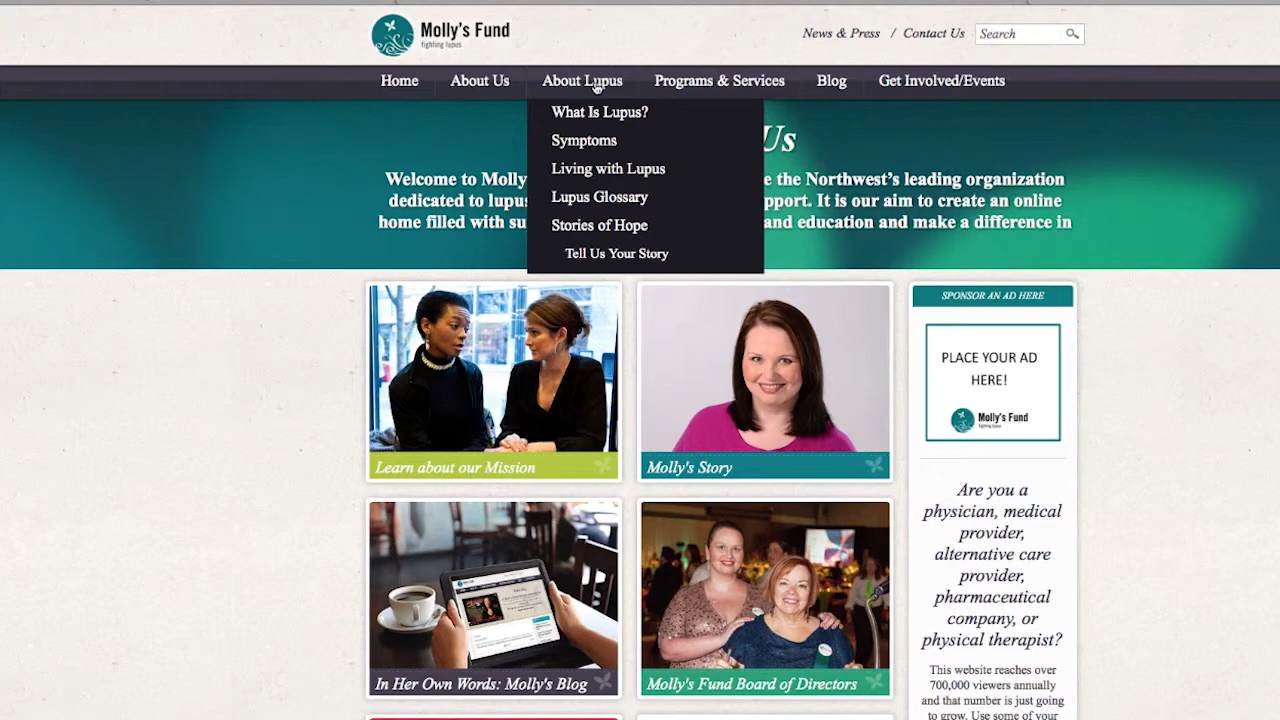 Molly's Fund
fighting lupus
News & Press / Contact Us
Search
Home
About Us
About Lupus
Programs & Services
Blog
Get Involved/Events
What Is Lupus?
Symptoms
Living with Lupus
Lupus Glossary
Stories of Hope
Tell Us Your Story
Us
Welcome to Molly
e the Northwest's leading organization
dedicated to lupus
pport. It is our aim to create an online
home filled with su
and education and make a difference in
Learn about our Mission
Molly's Story
In Her Own Words: Molly's Blog
Molly's Fund Board of Directors
SPONSOR AN AD HERE
PLACE YOUR AD
HERE!
Molly's Fund
Are you a
physician, medical
provider,
alternative care
provider,
pharmaceutical
company, or
physical therapist?
This website reaches over
700,000 viewers annually
and that number is just going
to grow. Use some of your